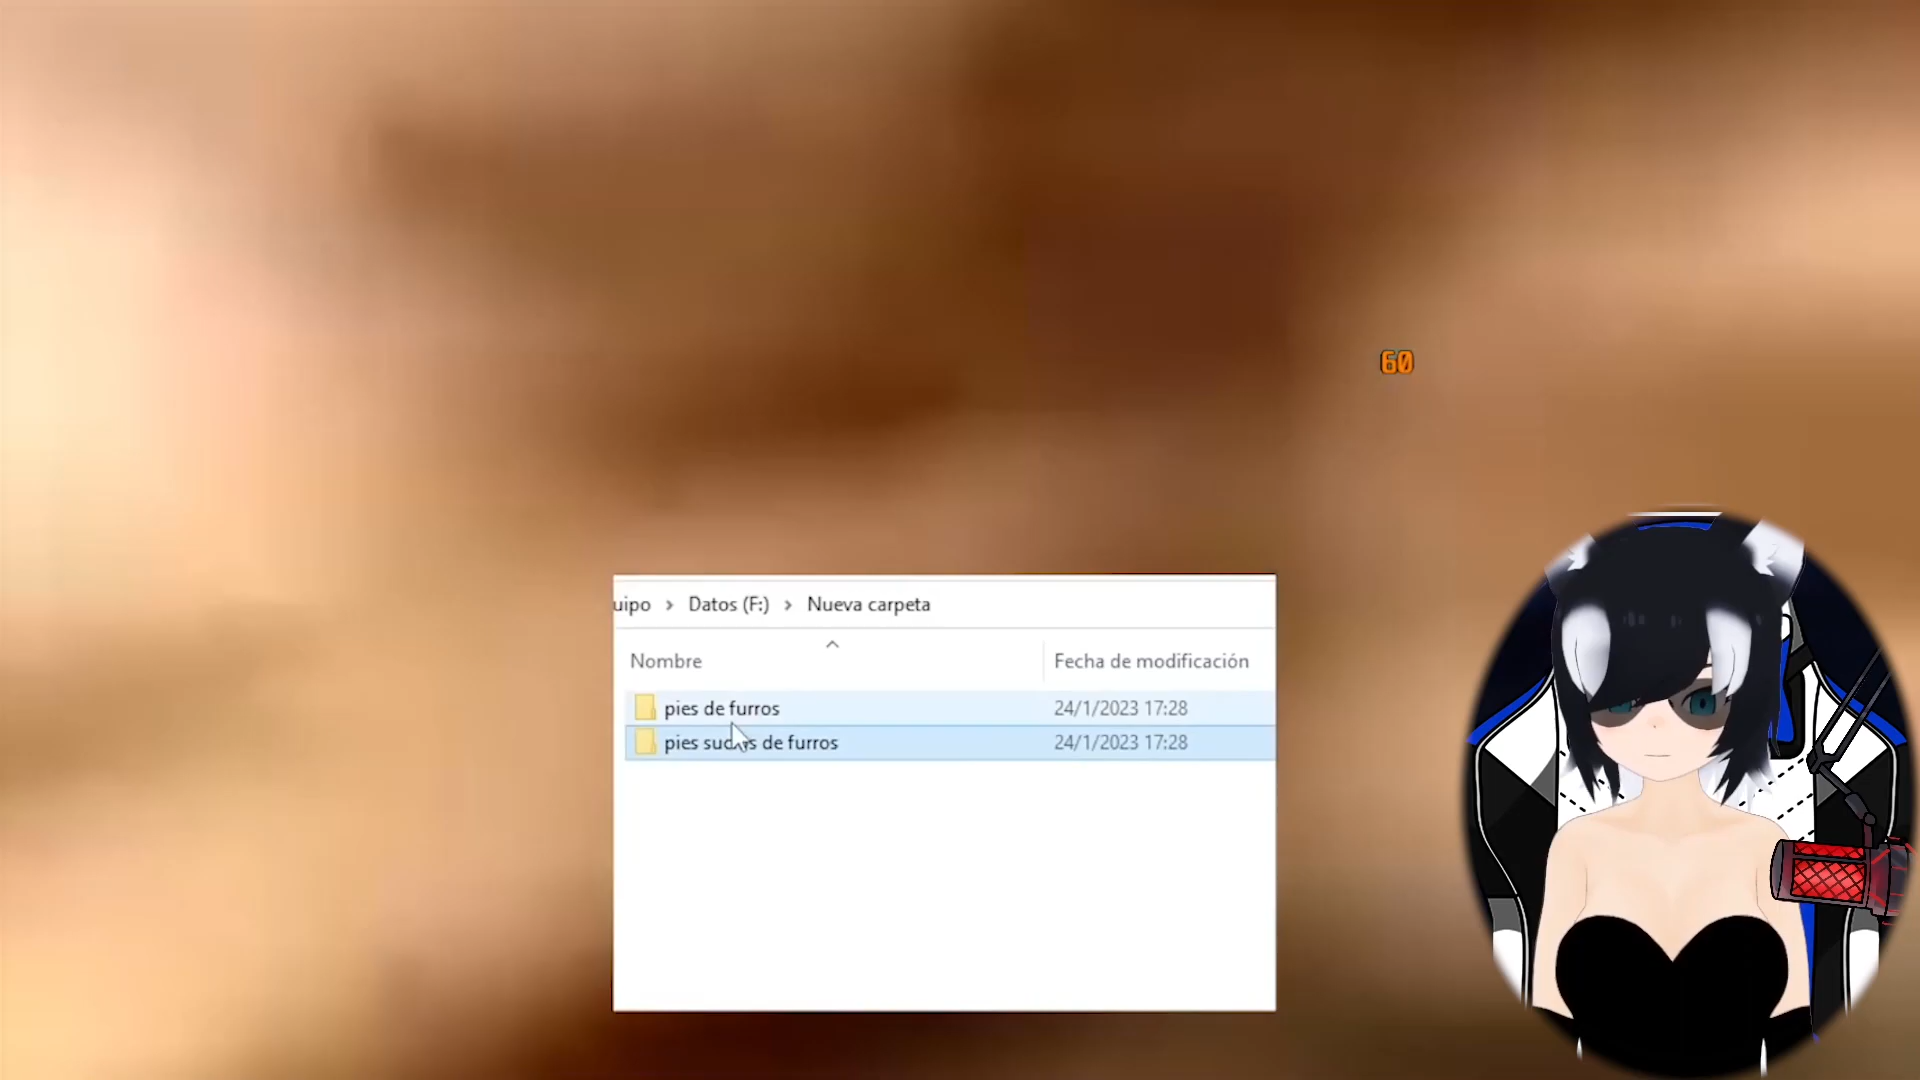 60
uipo > Datos (F:) > Nueva carpeta
Nombre Fecha de modificación
pies de furros 24/1/2023 17:28
pies sucios de furros 24/1/2023 17:28